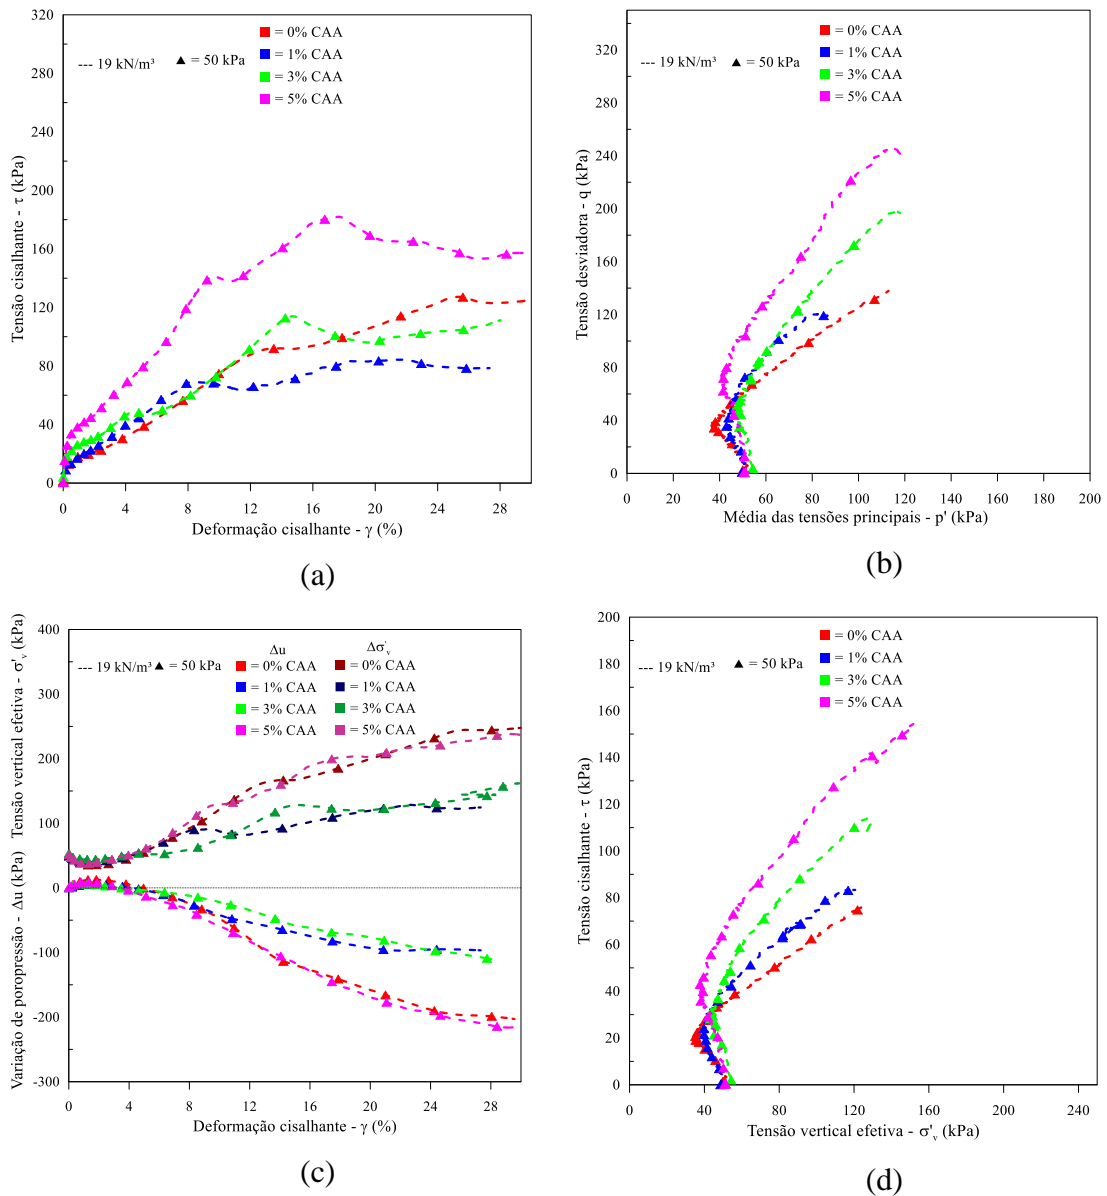 Tensão cisalhante - τ (kPa)
320
280
240
200
160
120
80
40
0
--- 19 kN/m³ ▲ = 50 kPa
= 0% CAA
= 1% CAA
= 3% CAA
= 5% CAA
0 4 8 12 16 20 24 28
Deformação cisalhante - γ (%)
(a)
Tensão desviadora - q (kPa)
320
280
240
200
160
120
80
40
0
--- 19 kN/m³ ▲ = 50 kPa
= 0% CAA
= 1% CAA
= 3% CAA
= 5% CAA
0 20 40 60 80 100 120 140 160 180 200
Média das tensões principais - p' (kPa)
(b)
Variação de poropressão - Δu (kPa) Tensão vertical efetiva - σ'v (kPa)
400
300
200
100
0
-100
-200
-300
--- 19 kN/m³ ▲ = 50 kPa
Δu Δσ'v
= 0% CAA = 0% CAA
= 1% CAA = 1% CAA
= 3% CAA = 3% CAA
= 5% CAA = 5% CAA
0 4 8 12 16 20 24 28
Deformação cisalhante - γ (%)
(c)
Tensão cisalhante - τ (kPa)
200
180
160
140
120
100
80
60
40
20
0
--- 19 kN/m³ ▲ = 50 kPa
= 0% CAA
= 1% CAA
= 3% CAA
= 5% CAA
0 40 80 120 160 200 240
Tensão vertical efetiva - σ'v (kPa)
(d)